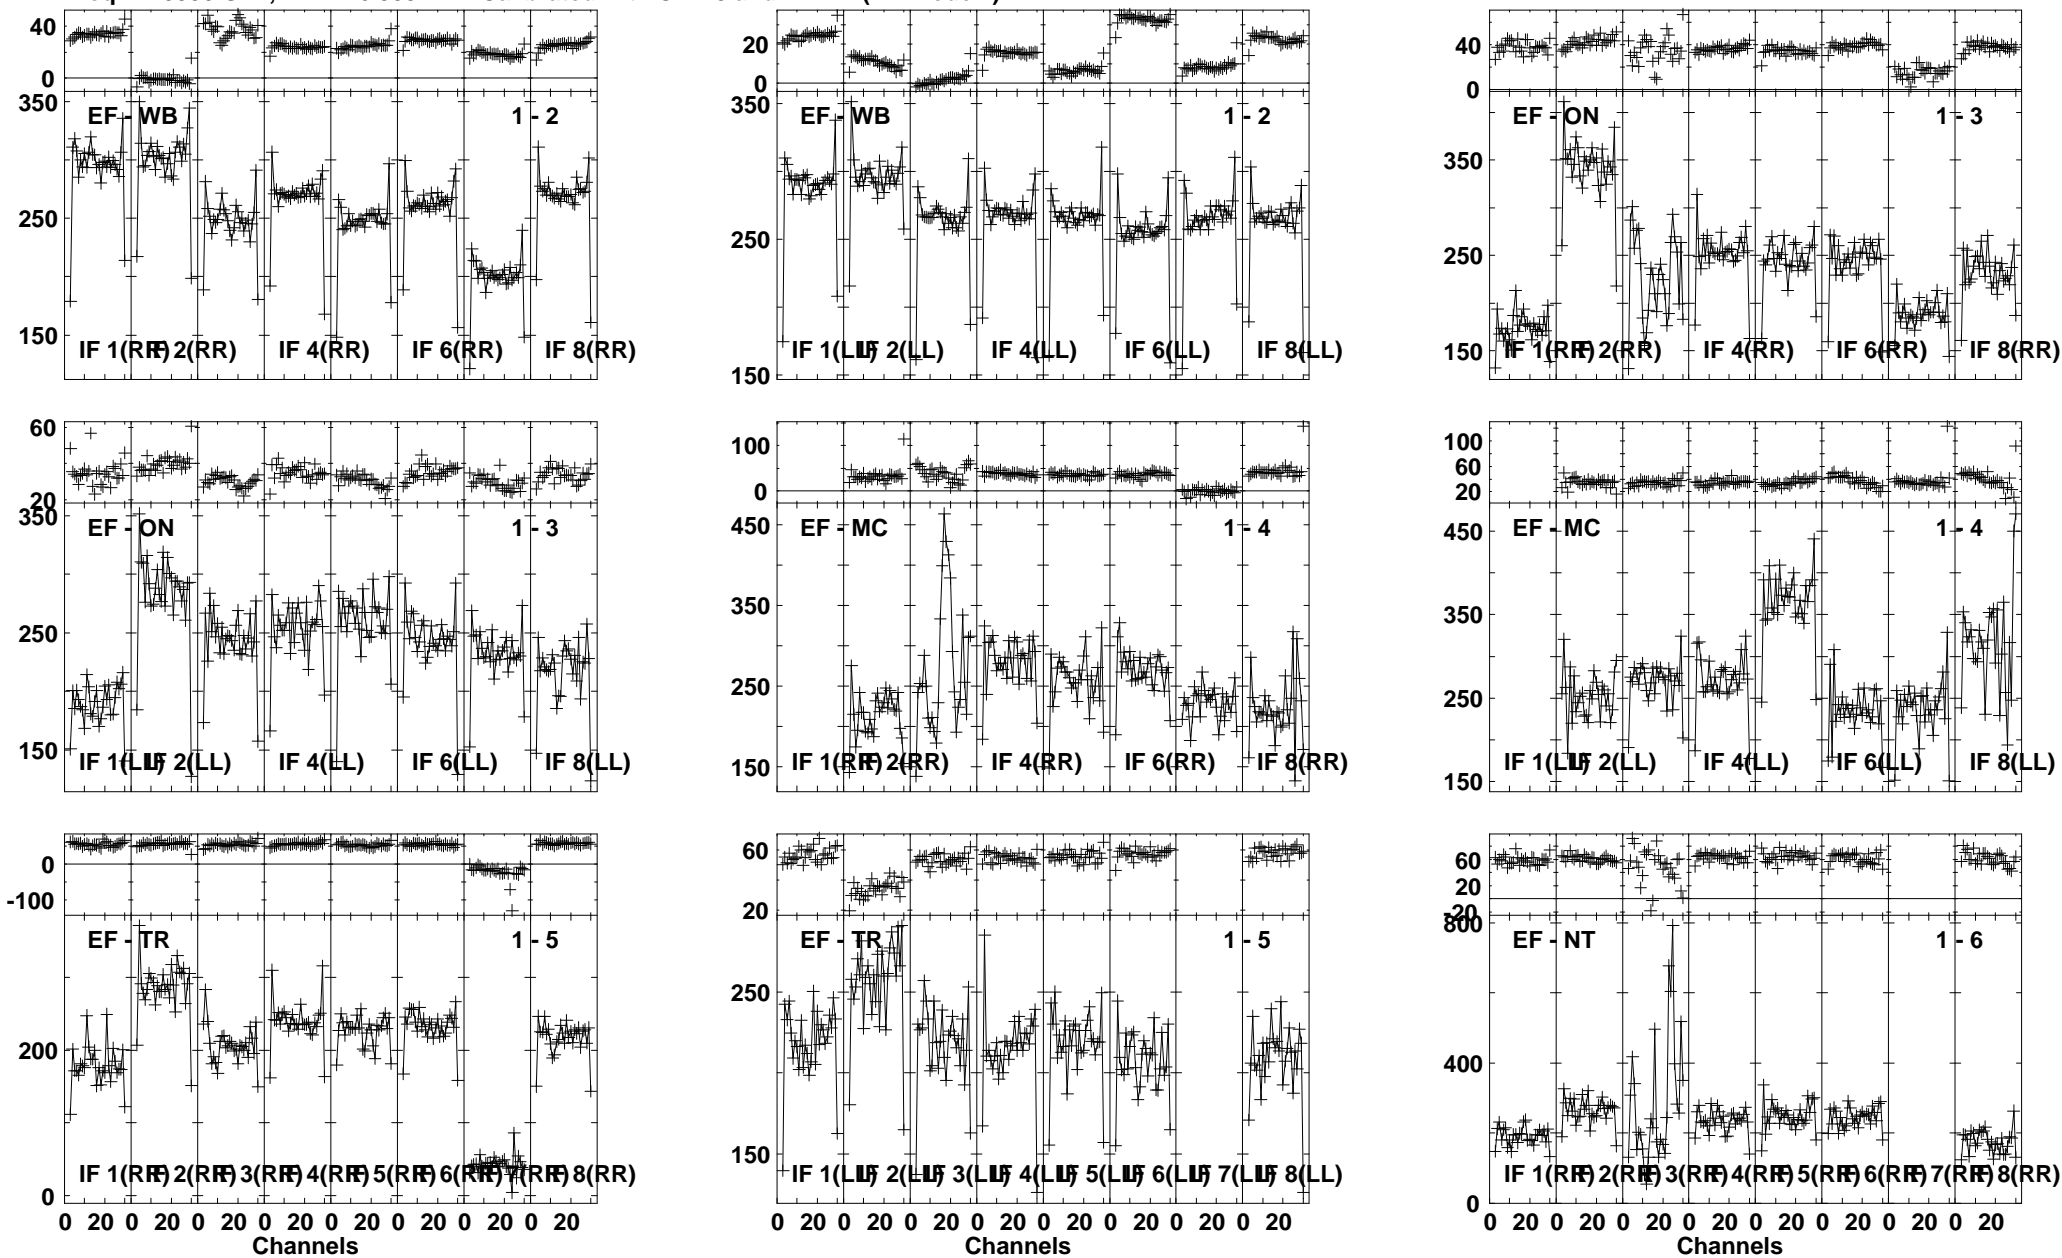 40
0
350
EF - WB
1 - 2
250
150
IF 1(RR)
IF 2(RR)
IF 4(RR)
IF 6(RR)
IF 8(RR)
20
0
350
EF - WB
1 - 2
250
150
IF 1(LL)
IF 2(LL)
IF 4(LL)
IF 6(LL)
IF 8(LL)
40
0
EF - ON
1 - 3
350
250
150
IF 1(RR)
IF 2(RR)
IF 4(RR)
IF 6(RR)
IF 8(RR)
60
20
350
EF - ON
1 - 3
250
150
IF 1(LL)
IF 2(LL)
IF 4(LL)
IF 6(LL)
IF 8(LL)
100
0
450
EF - MC
1 - 4
350
250
150
IF 1(RR)
IF 2(RR)
IF 4(RR)
IF 6(RR)
IF 8(RR)
100
60
20
450
EF - MC
1 - 4
350
250
150
IF 1(LL)
IF 2(LL)
IF 4(LL)
IF 6(LL)
IF 8(LL)
0
-100
EF - TR
1 - 5
200
0
IF 1(RR)
IF 2(RR)
IF 3(RR)
IF 4(RR)
IF 5(RR)
IF 6(RR)
IF 7(RR)
IF 8(RR)
0 20 0 20 0 20 0 20 0 20 0 20 0 20 0 20
Channels
60
20
EF - TR
1 - 5
250
150
IF 1(LL)
IF 2(LL)
IF 3(LL)
IF 4(LL)
IF 5(LL)
IF 6(LL)
IF 7(LL)
IF 8(LL)
0 20 0 20 0 20 0 20 0 20 0 20 0 20 0 20
Channels
60
20
-20
800
EF - NT
1 - 6
400
0
IF 1(RR)
IF 2(RR)
IF 3(RR)
IF 4(RR)
IF 5(RR)
IF 6(RR)
IF 7(RR)
IF 8(RR)
0 20 0 20 0 20 0 20 0 20 0 20 0 20 0 20
Channels